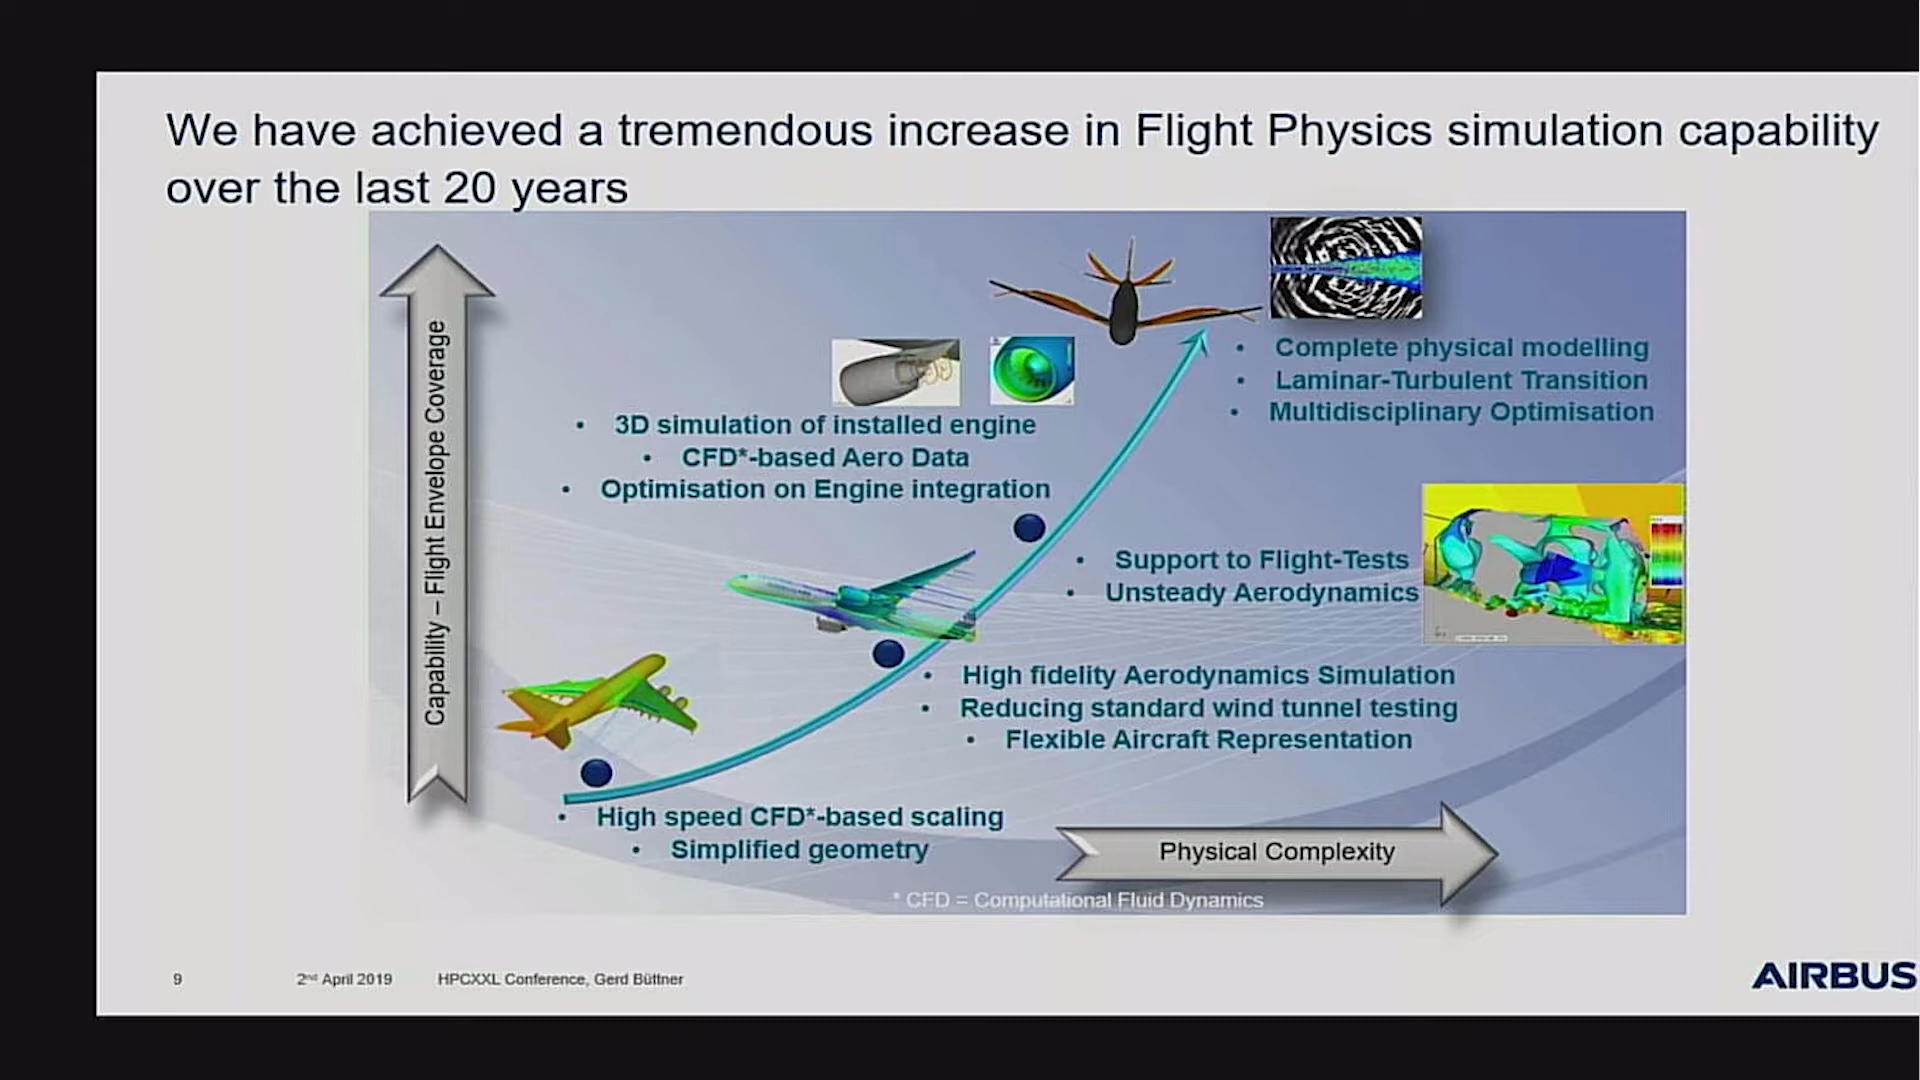 We have achieved a tremendous increase in Flight Physics simulation capability
over the last 20 years
Capability – Flight Envelope Coverage
• Complete physical modelling
• Laminar-Turbulent Transition
• Multidisciplinary Optimisation
• 3D simulation of installed engine
• CFD*-based Aero Data
• Optimisation on Engine integration
• Support to Flight-Tests
• Unsteady Aerodynamics
• High fidelity Aerodynamics Simulation
• Reducing standard wind tunnel testing
• Flexible Aircraft Representation
• High speed CFD*-based scaling
• Simplified geometry
Physical Complexity
* CFD = Computational Fluid Dynamics
9 2nd April 2019 HPCXXL Conference, Gerd Büttner
AIRBUS